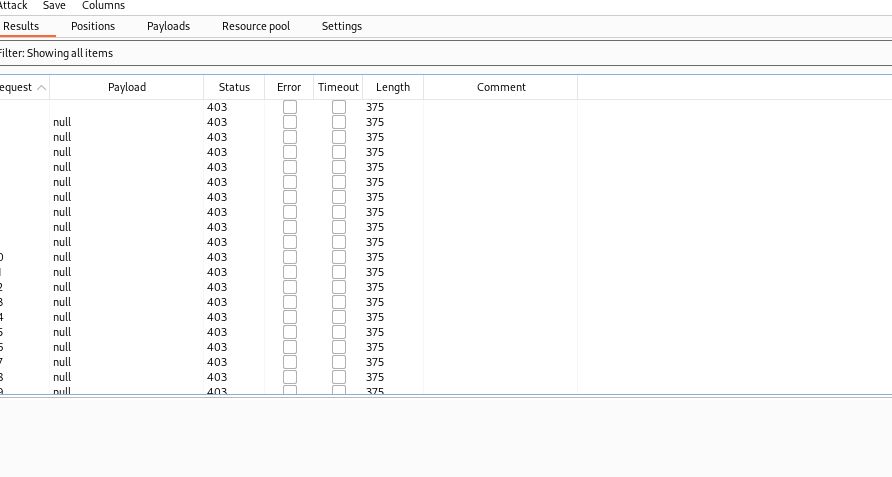 Attack Save Columns
Results Positions Payloads Resource pool Settings
Filter: Showing all items
equest Payload Status Error Timeout Length Comment
403 375
null 403 375
null 403 375
null 403 375
null 403 375
null 403 375
null 403 375
null 403 375
null 403 375
null 403 375
0 null 403 375
1 null 403 375
2 null 403 375
3 null 403 375
4 null 403 375
5 null 403 375
6 null 403 375
7 null 403 375
8 null 403 375
9 null 403 375